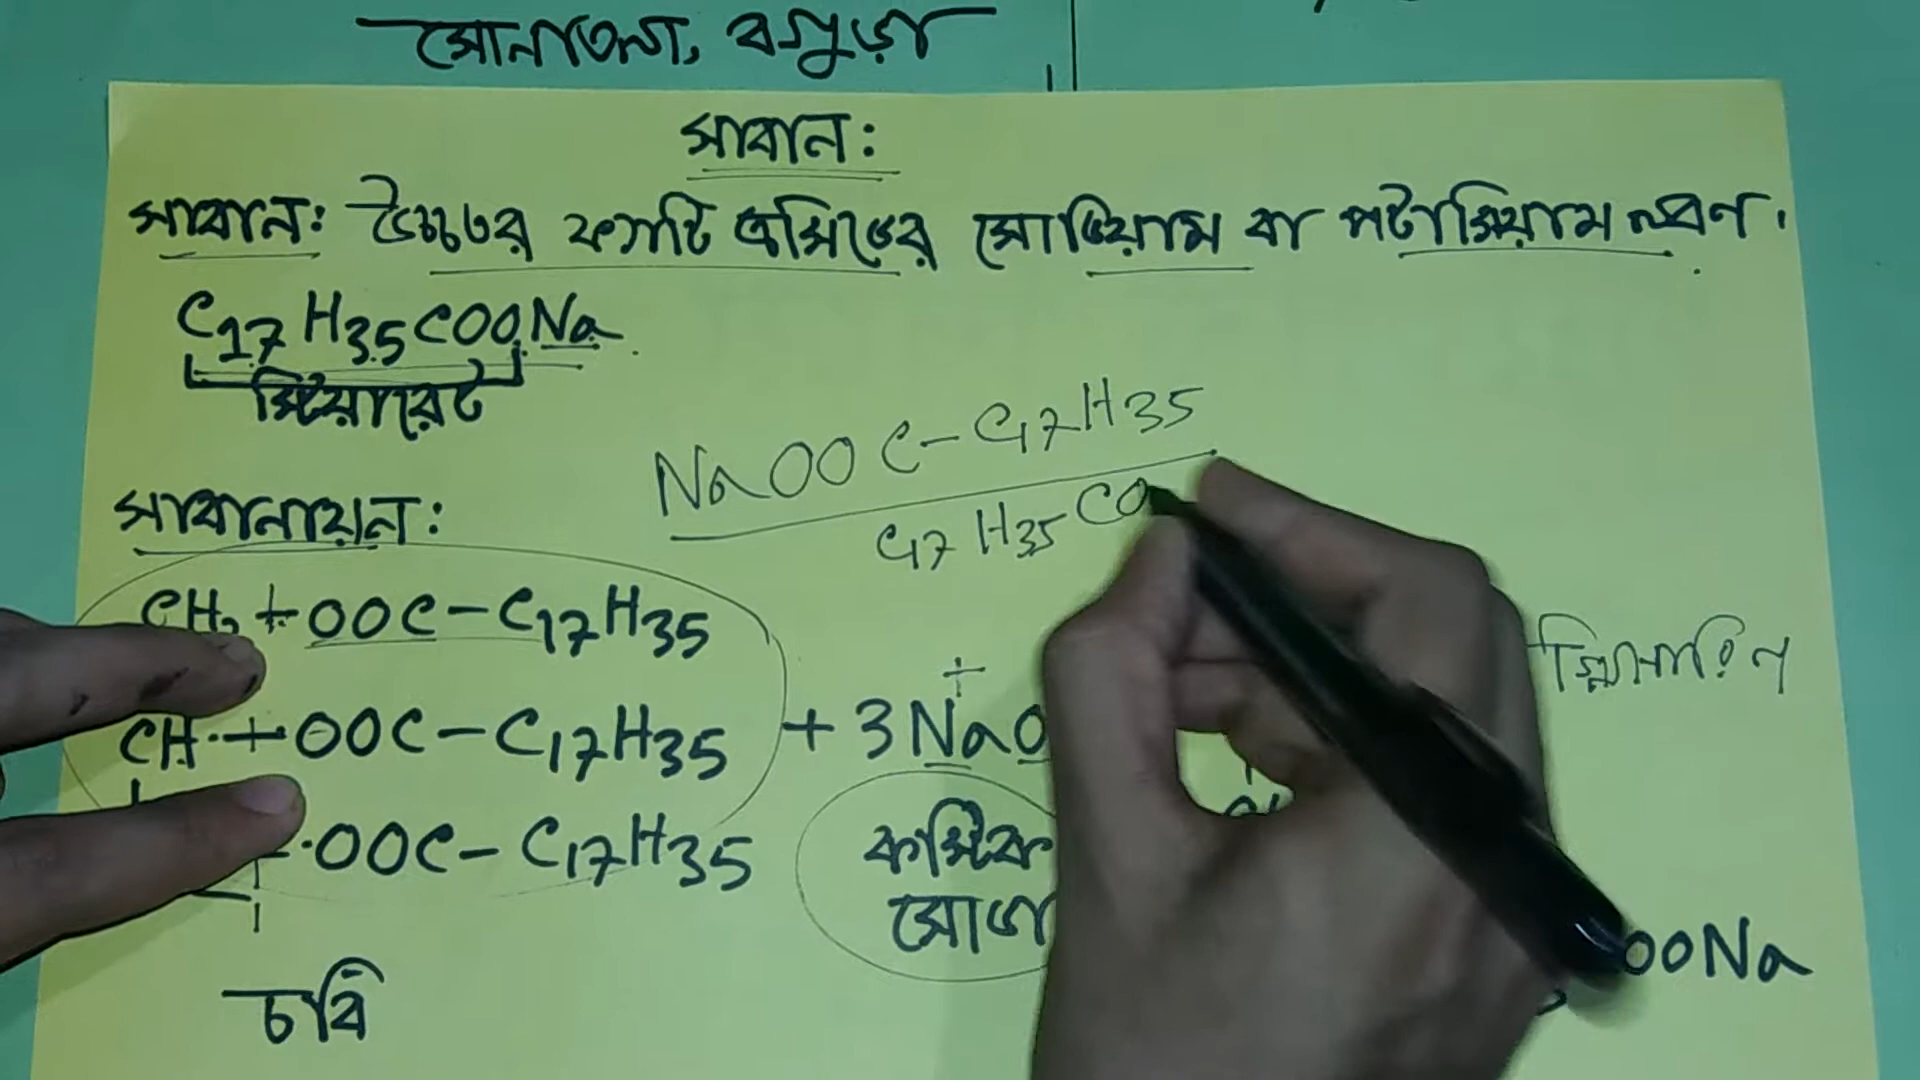 সোনাতলা, বগুড়া
সাবান:
সাবান: উচ্চতর ফ্যাটি এসিডের সোডিয়াম বা পটাসিয়াম লবণ।
C17H35COONa
স্টিয়ারেট
NaOOC-C17H35
C17H35CO
সাবানায়ন:
CH2+OOC-C17H35
গ্লিসারিন
CH+OOC-C17H35 + 3NaO
OOC-C17H35
কস্টিক
সোডা
OONa
চর্বি